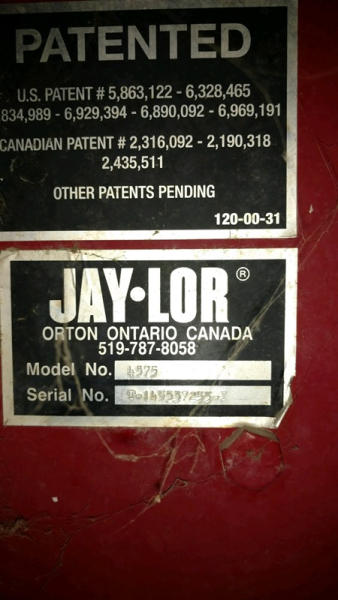 PATENTED
U.S. PATENT # 5,863,122 - 6,328,465
,834,989 - 6,929,394 - 6,890,092 - 6,969,191
CANADIAN PATENT # 2,316,092 - 2,190,318
2,435,511
OTHER PATENTS PENDING
120-00-31
JAY•LOR®
ORTON ONTARIO CANADA
519-787-8058
Model No. 4575
Serial No.